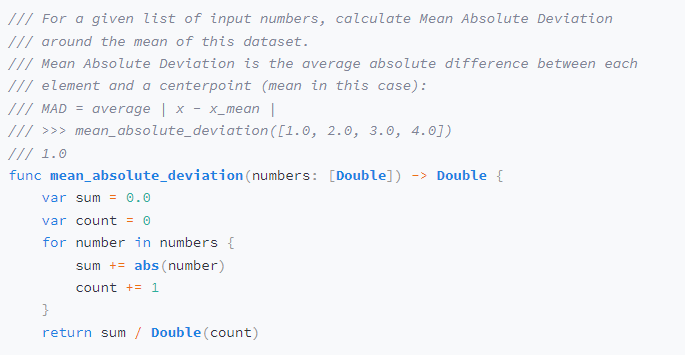 /// For a given list of input numbers, calculate Mean Absolute Deviation
/// around the mean of this dataset.
/// Mean Absolute Deviation is the average absolute difference between each
/// element and a centerpoint (mean in this case):
/// MAD = average | x - x_mean |
/// >>> mean_absolute_deviation([1.0, 2.0, 3.0, 4.0])
/// 1.0
func mean_absolute_deviation(numbers: [Double]) -> Double {
    var sum = 0.0
    var count = 0
    for number in numbers {
        sum += abs(number)
        count += 1
    }
    return sum / Double(count)